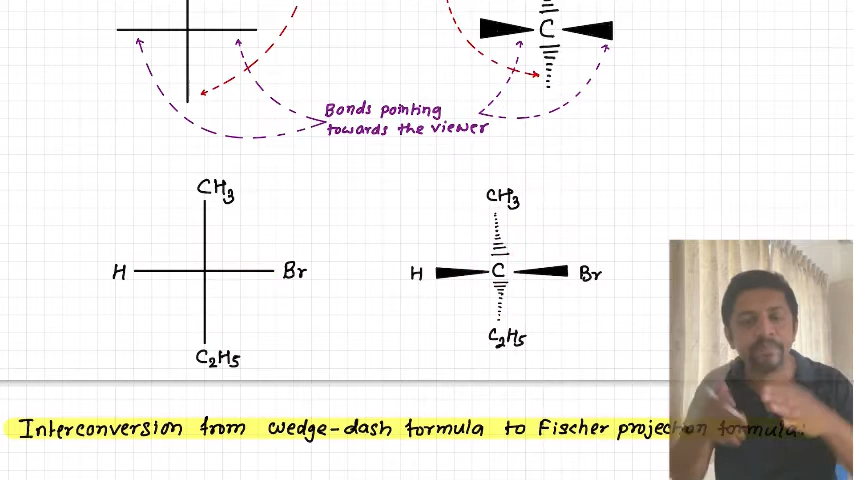 Bonds pointing
towards the viewer
C
CH3
H
Br
C2H5
CH3
H
C
Br
C2H5
Interconversion from wedge-dash formula to Fischer projection formula: